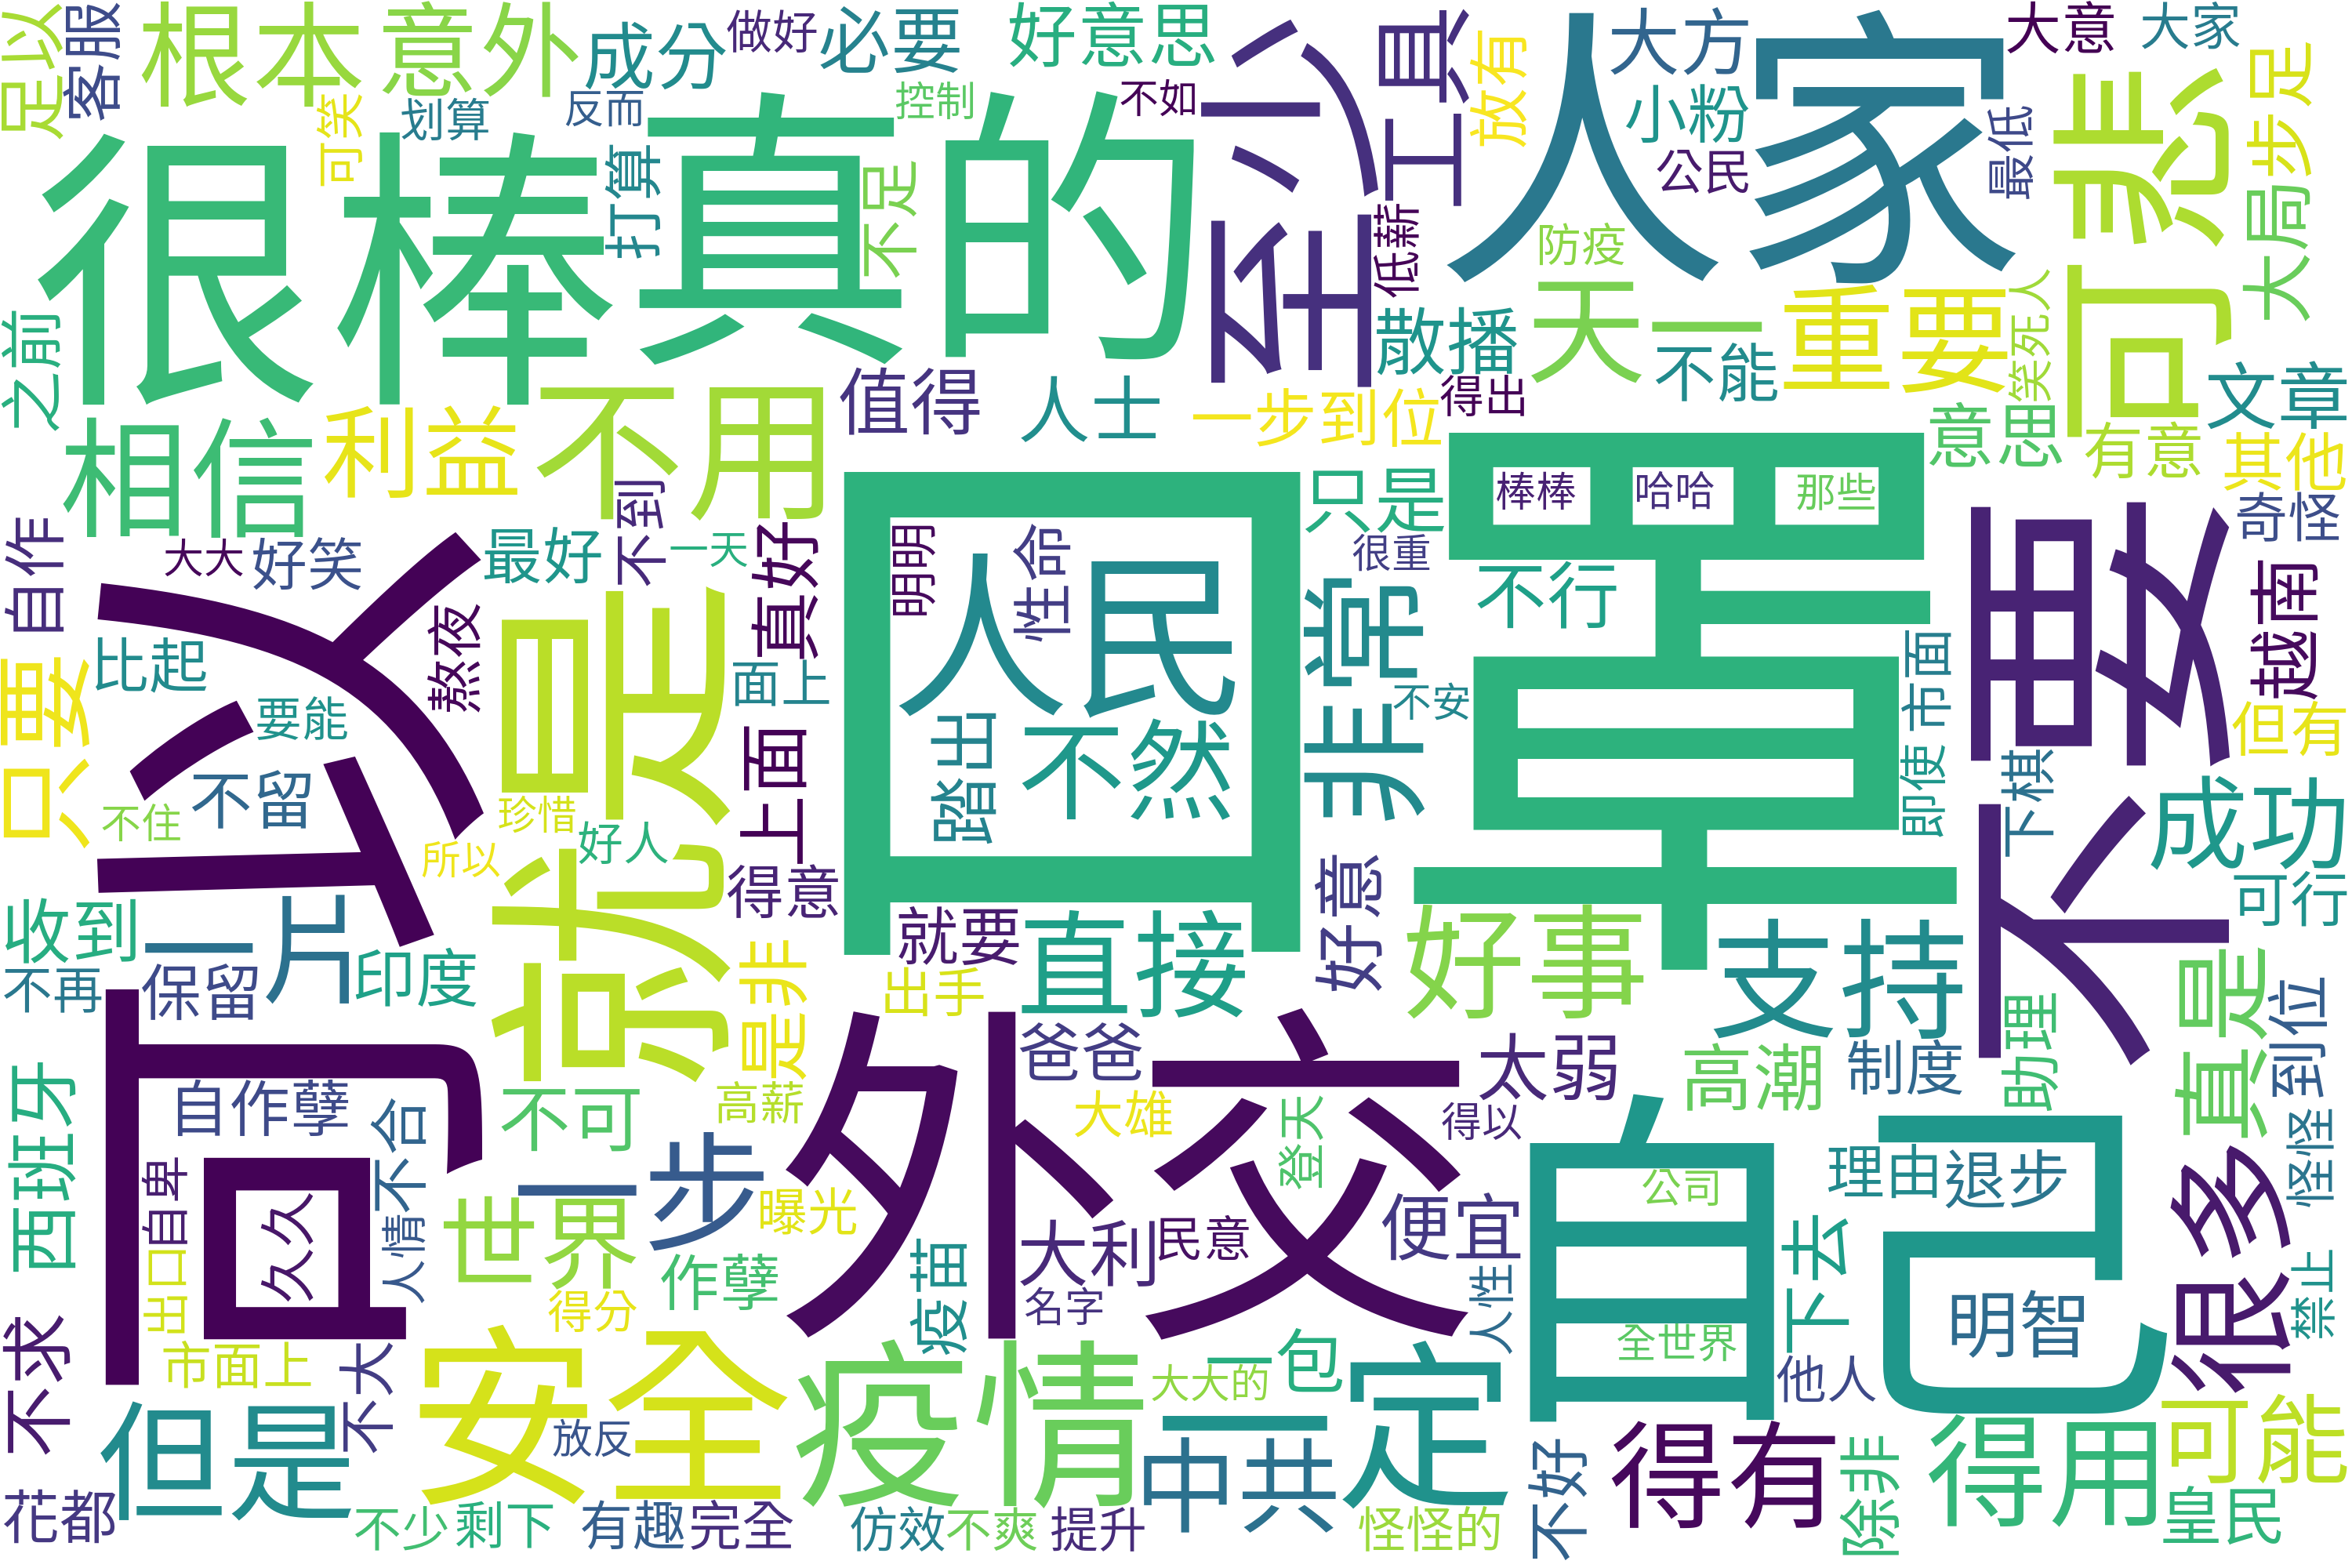 足以
客服
根本
意外
成分
做好
必要
好意思
至少
工具
放有
大方
人家
大意
大家
可笑
划算
反而
控制
不如
小粉
公民
最低
可悲
大局
步足
很棒
真的
打算
不足
低薪
防疫
之前
散播
天一
不能
重要
笑死人
文章
相信
利益
不用
值得
人士
一步到位
得出
意思
有意
其他
自作
大大
好笑
最好
不到
一天
真好
明明
性命
只是
很重
棒棒
哈哈
那些
奇怪
越南
只要
比起
要能
熬夜
就是
面上
人民
非常
不行
不安
即使
市面
不要
但有
不留
不住
珍惜
好人
所以
上面
踏出
不然
下棋
成功
可行
收到
不再
保留
一兀
印度
得意
就要
直接
好意
好事
支持
出手
是非
真是
到位
西班牙
自作孽
不合
不可
高薪
一步
外交
爸爸
大雄
登天
太弱
得以
高潮
制度
助理
自卑
久久
出口
人情
世界
作孽
曝光
得分
疫苗
大利
民意
名字
便宜
人性
公司
自己
理由
退步
下去
明智
很多
怪怪
禁止
不求
市面上
不大
安全
疫情
一包
大大的
全世界
他人
但是
放反
中共
一定
不好
得有
除非
得用
可能
花都
不少
剩下
有趣
完全
仿效
不爽
提升
怪怪的
皇民